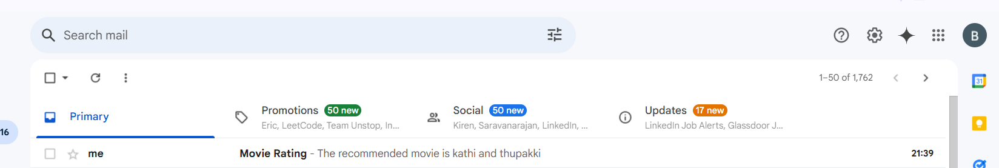 Search mail
B
1–50 of 1,762
31
Primary
Promotions 50 new
Eric, LeetCode, Team Unstop, In...
Social 50 new
Kiren, Saravanarajan, LinkedIn, ...
Updates 17 new
LinkedIn Job Alerts, Glassdoor J...
16
me Movie Rating - The recommended movie is kathi and thupakki 21:39